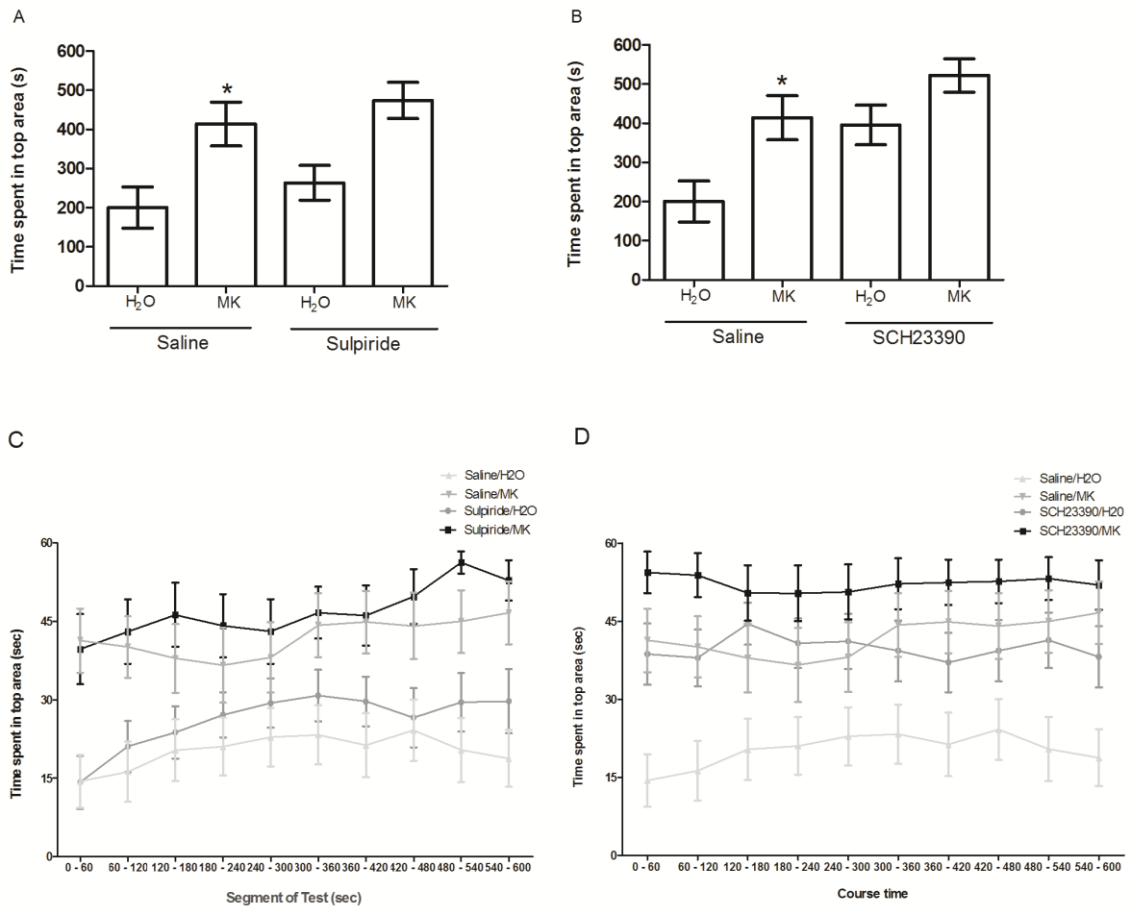 A
Time spent in top area (s)
600
500
400
300
200
100
0
*
H₂O MK H₂O MK
Saline Sulpiride
B
Time spent in top area (s)
600
500
400
300
200
100
0
*
H₂O MK H₂O MK
Saline SCH23390
C
Saline/H2O
Saline/MK
Sulpiride/H2O
Sulpiride/MK
Time spent in top area (sec)
60
45
30
15
0
0 - 60 60 - 120 120 - 180 180 - 240 240 - 300 300 - 360 360 - 420 420 - 480 480 - 540 540 - 600
Segment of Test (sec)
D
Saline/H2O
Saline/MK
SCH23390/H20
SCH23390/MK
Time spent in top area (sec)
60
45
30
15
0
0 - 60 60 - 120 120 - 180 180 - 240 240 - 300 300 - 360 360 - 420 420 - 480 480 - 540 540 - 600
Course time